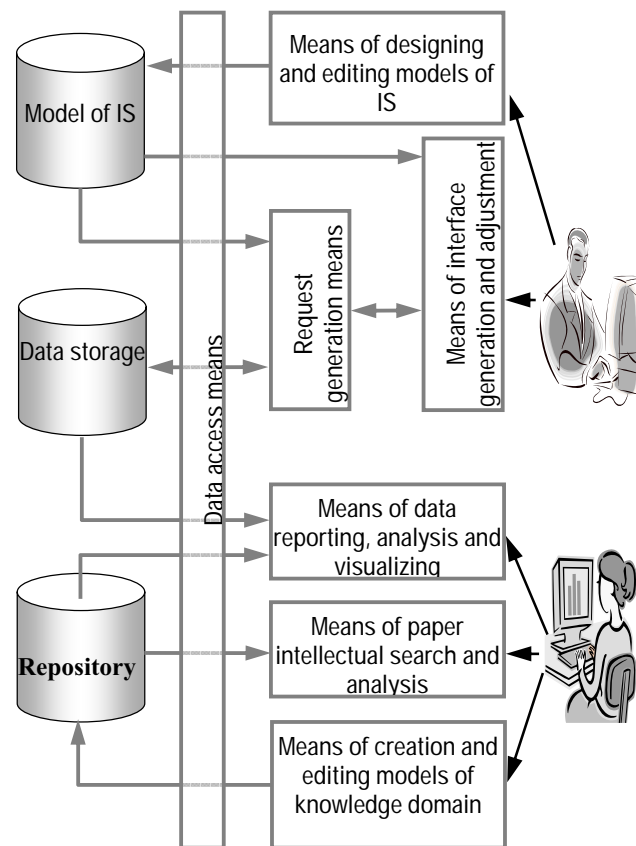 Means of designing
and editing models of
IS
Model of IS
Means of interface
generation and adjustment
Request
generation means
Data storage
Data access means
Means of data
reporting, analysis and
visualizing
Means of paper
intellectual search and
analysis
Repository
Means of creation and
editing models of
knowledge domain